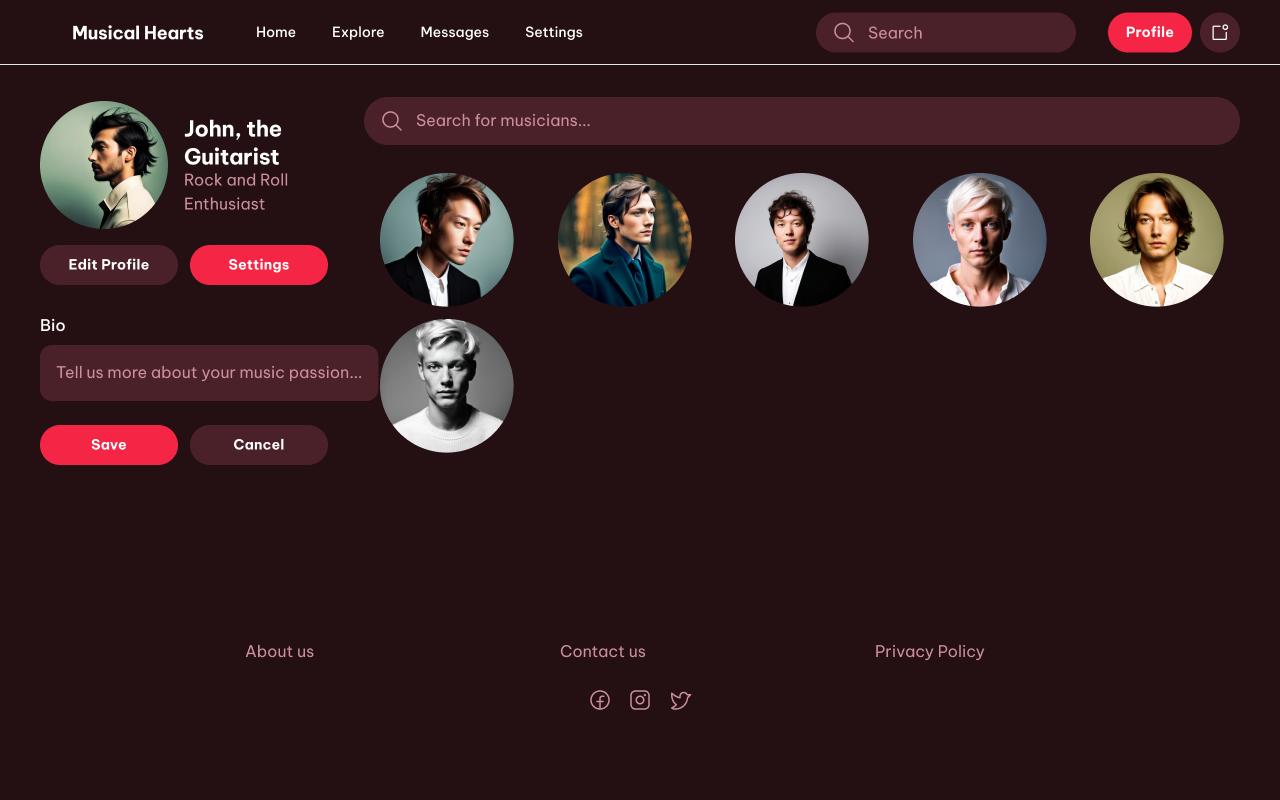 Musical Hearts
Home
Explore
Messages
Settings
Search
Profile
John, the
Guitarist
Rock and Roll
Enthusiast
Edit Profile
Settings
Bio
Tell us more about your music passion...
Save
Cancel
Search for musicians...
About us
Contact us
Privacy Policy